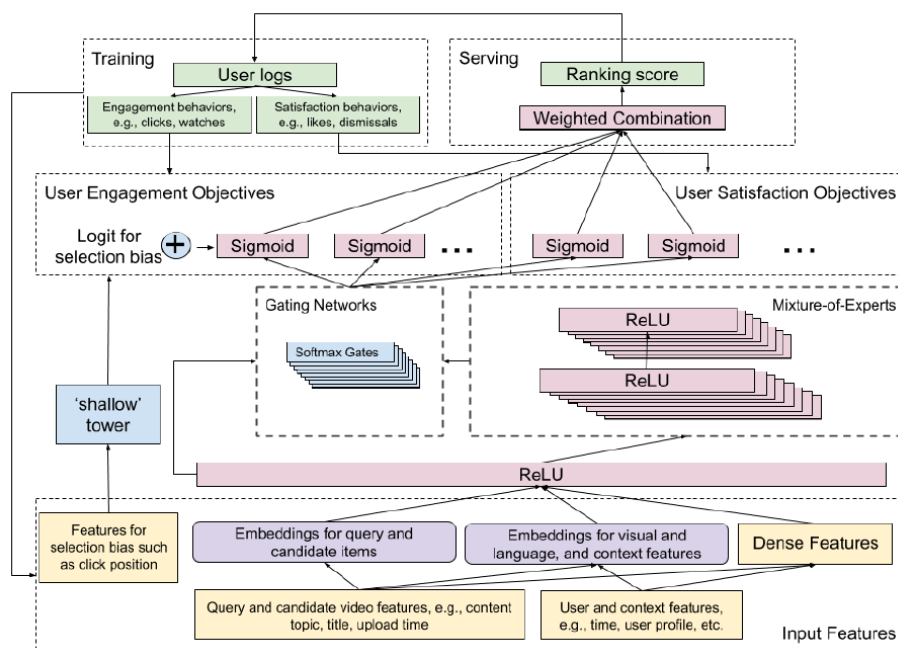 Training
User logs
Engagement behaviors,
e.g., clicks, watches
Satisfaction behaviors,
e.g., likes, dismissals
Serving
Ranking score
Weighted Combination
User Engagement Objectives
Logit for
selection bias
+
Sigmoid
Sigmoid
...
User Satisfaction Objectives
Sigmoid
Sigmoid
...
Gating Networks
Softmax Gates
Mixture-of-Experts
ReLU
ReLU
'shallow'
tower
ReLU
Features for
selection bias such
as click position
Embeddings for query and
candidate items
Embeddings for visual and
language, and context features
Dense Features
Query and candidate video features, e.g., content
topic, title, upload time
User and context features,
e.g., time, user profile, etc.
Input Features